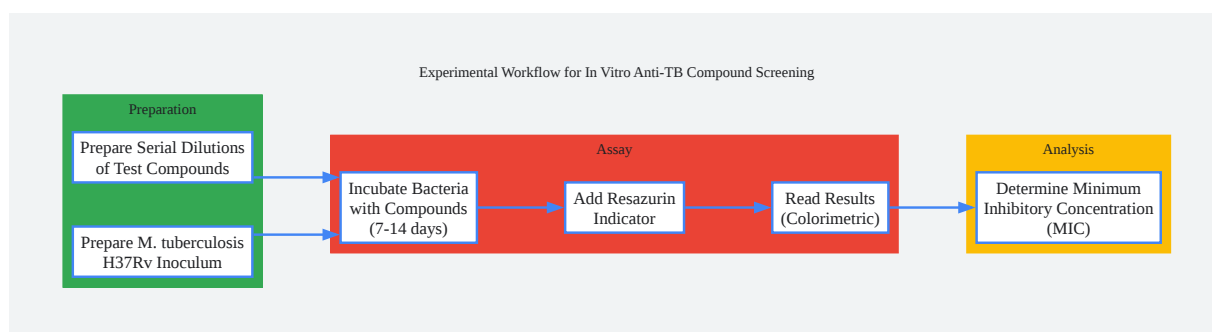 Experimental Workflow for In Vitro Anti-TB Compound Screening
Preparation
Prepare Serial Dilutions
of Test Compounds
Prepare M. tuberculosis
H37Rv Inoculum
Assay
Incubate Bacteria
with Compounds
(7-14 days)
Add Resazurin
Indicator
Read Results
(Colorimetric)
Analysis
Determine Minimum
Inhibitory Concentration
(MIC)